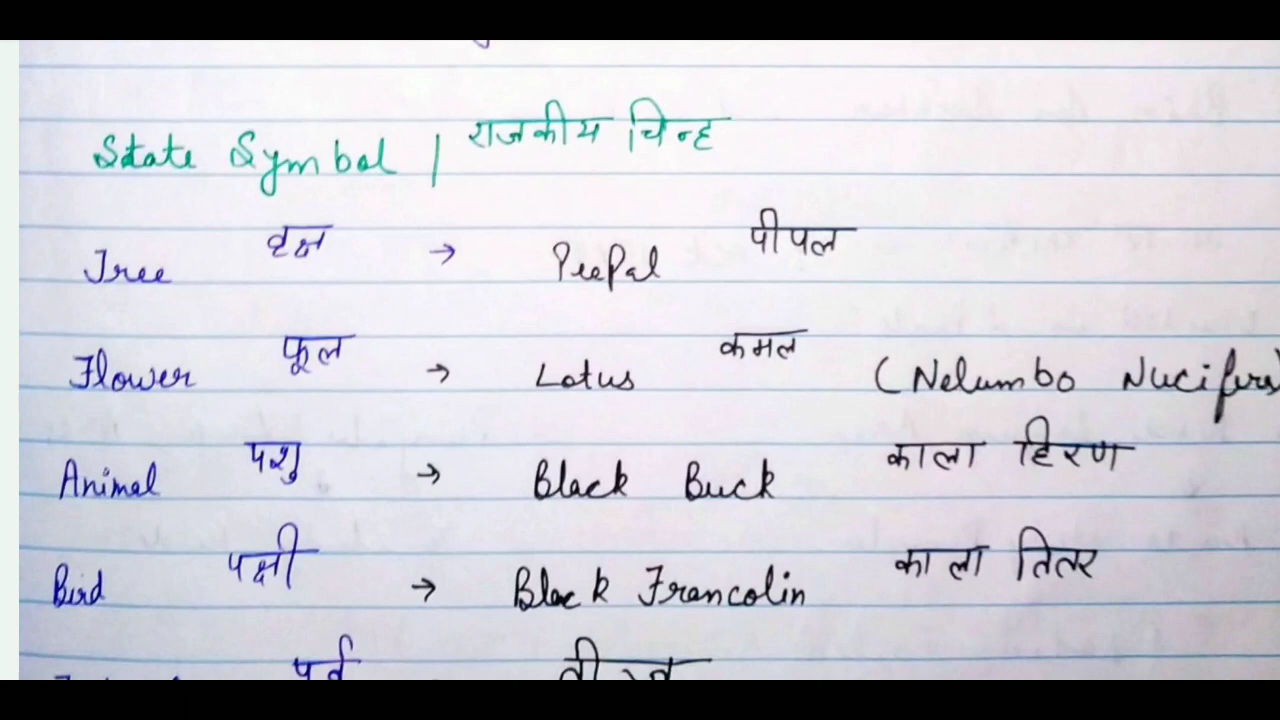 State Symbol / राजकीय चिन्ह
Tree वृक्ष → PeePal पीपल
Flower फूल → Lotus कमल (Nelumbo Nucifera)
Animal पशु → Black Buck काला हिरण
Bird पक्षी → Black Francolin काला तितर
पर्व